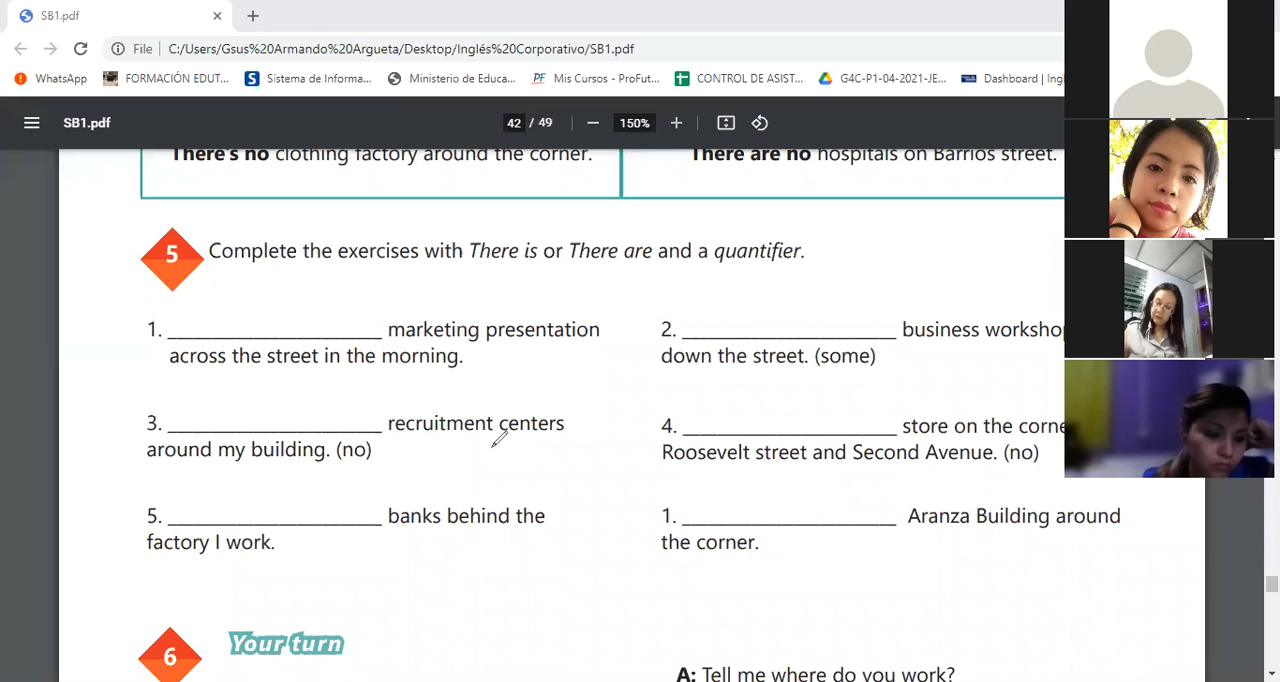 SB1.pdf
File | C:/Users/Gsus%20Armando%20Argueta/Desktop/Inglés%20Corporativo/SB1.pdf
WhatsApp FORMACIÓN EDUT... Sistema de Informa... Ministerio de Educa... Mis Cursos - ProFut... CONTROL DE ASIST... G4C-P1-04-2021-JE... Dashboard | Ingl
SB1.pdf 42 / 49 150%
There's no clothing factory around the corner. There are no hospitals on Barrios street.
5 Complete the exercises with There is or There are and a quantifier.
1. ____________________ marketing presentation
across the street in the morning.
2. ____________________ business workshop
down the street. (some)
3. ____________________ recruitment centers
around my building. (no)
4. ____________________ store on the corne
Roosevelt street and Second Avenue. (no)
5. ____________________ banks behind the
factory I work.
1. ____________________ Aranza Building around
the corner.
6 Your turn
A: Tell me where do you work?